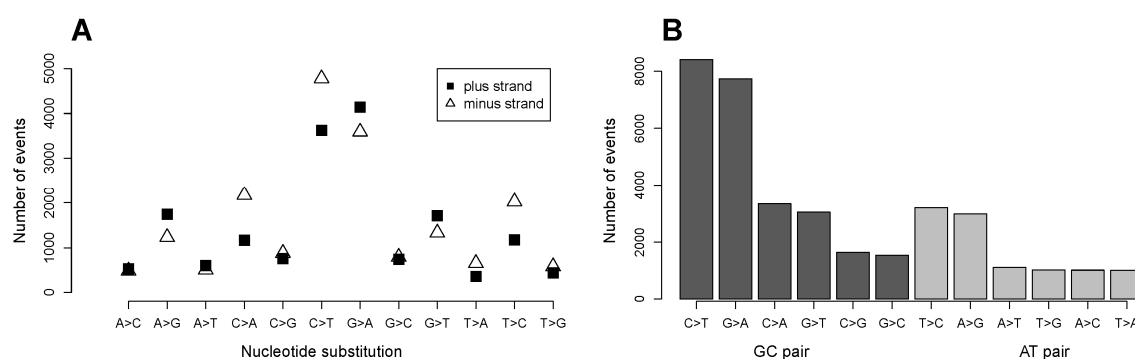 A
5000
4000
3000
2000
1000
0
Number of events
plus strand
minus strand
A>C A>G A>T C>A C>G C>T G>A G>C G>T T>A T>C T>G
Nucleotide substitution
B
8000
6000
4000
2000
0
Number of events
C>T G>A C>A G>T C>G G>C T>C A>G A>T T>G A>C T>A
GC pair AT pair